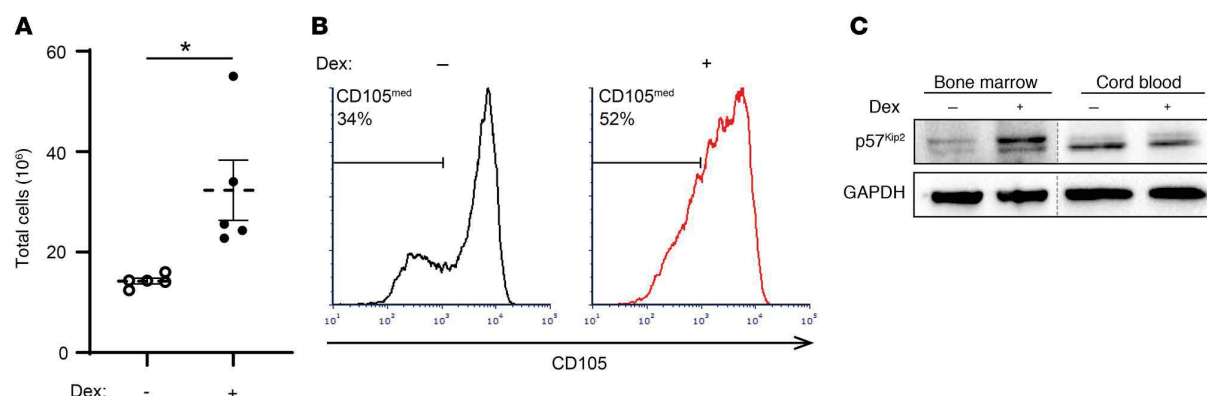 A
60
40
20
0
Total cells (10⁶)
*
Dex: - +
B
Dex: – +
CD105ᵐᵉᵈ
34%
10¹ 10² 10³ 10⁴ 10⁵
CD105ᵐᵉᵈ
52%
10¹ 10² 10³ 10⁴ 10⁵
CD105
C
Bone marrow Cord blood
Dex – + – +
p57ᴷⁱᵖ²
GAPDH